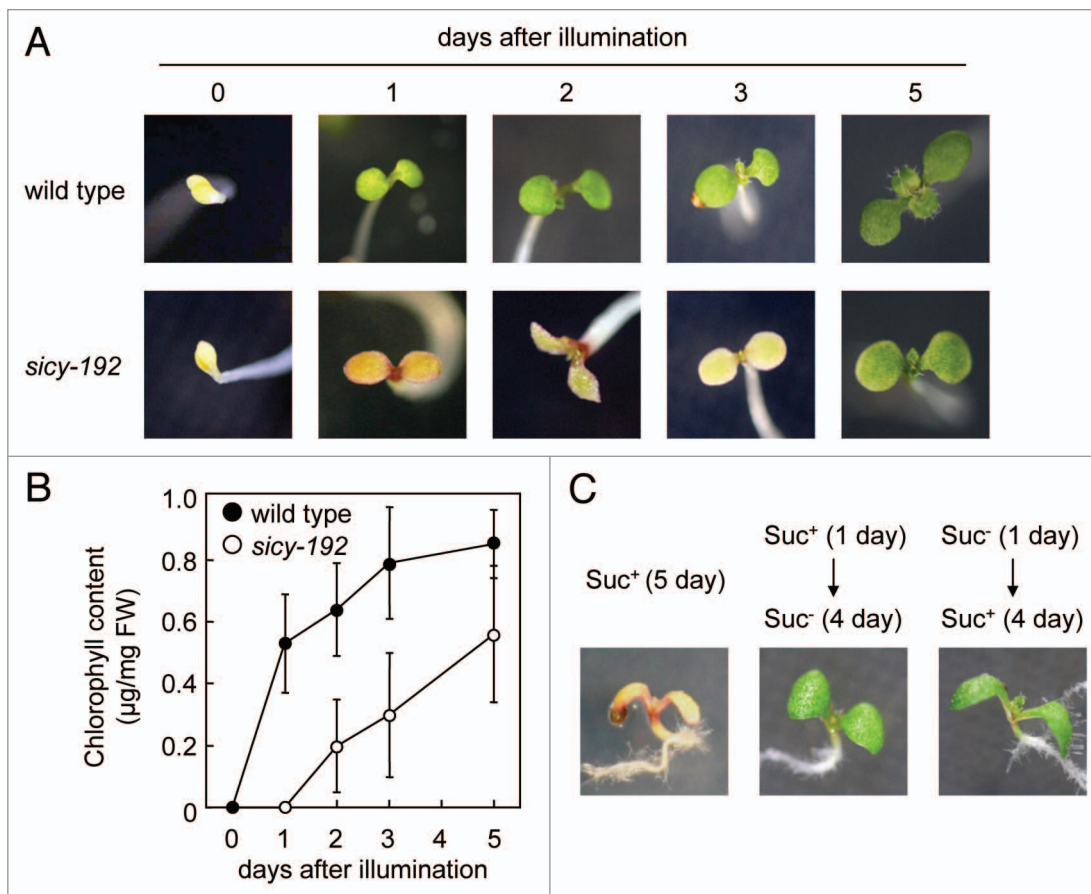 A
days after illumination
0 1 2 3 5
wild type
sicy-192
B
Chlorophyll content
(µg/mg FW)
1.0
0.8
0.6
0.4
0.2
0
wild type
sicy-192
0 1 2 3 4 5
days after illumination
C
Suc⁺ (5 day)
Suc⁺ (1 day)
Suc⁻ (4 day)
Suc⁻ (1 day)
Suc⁺ (4 day)